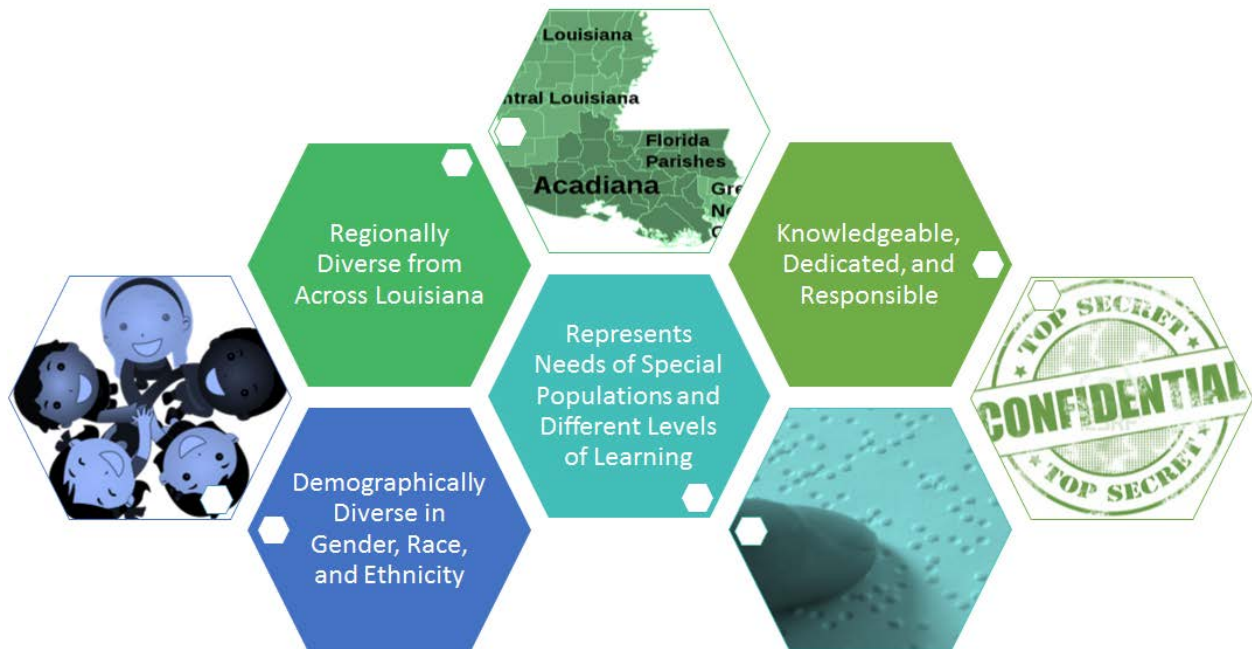 Louisiana
ntral Louisiana
Florida
Parishes
Acadiana
Gre
Regionally
Diverse from
Across Louisiana
Knowledgeable,
Dedicated, and
Responsible
Represents
Needs of Special
Populations and
Different Levels
of Learning
TOP SECRET
CONFIDENTIAL
TOP SECRET
Demographically
Diverse in
Gender, Race,
and Ethnicity